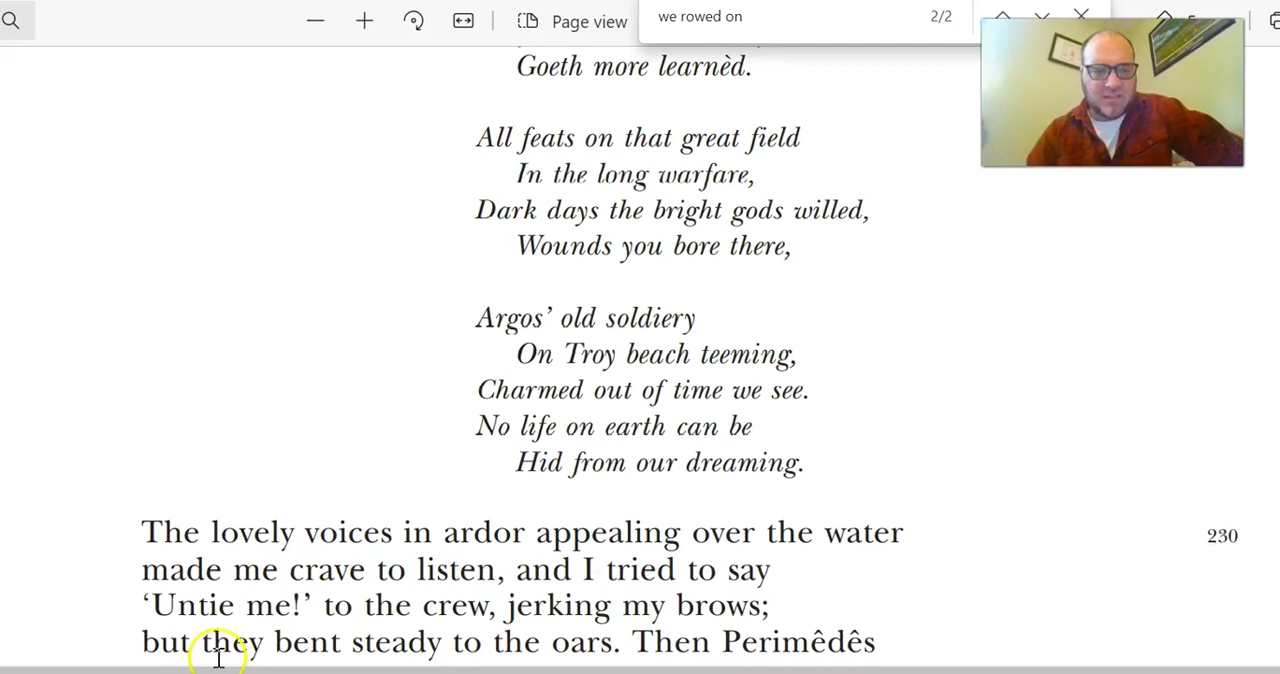 Page view
we rowed on
2/2
Goeth more learnèd.
All feats on that great field
In the long warfare,
Dark days the bright gods willed,
Wounds you bore there,
Argos’ old soldiery
On Troy beach teeming,
Charmed out of time we see.
No life on earth can be
Hid from our dreaming.
The lovely voices in ardor appealing over the water
230
made me crave to listen, and I tried to say
‘Untie me!’ to the crew, jerking my brows;
but they bent steady to the oars. Then Perimêdês